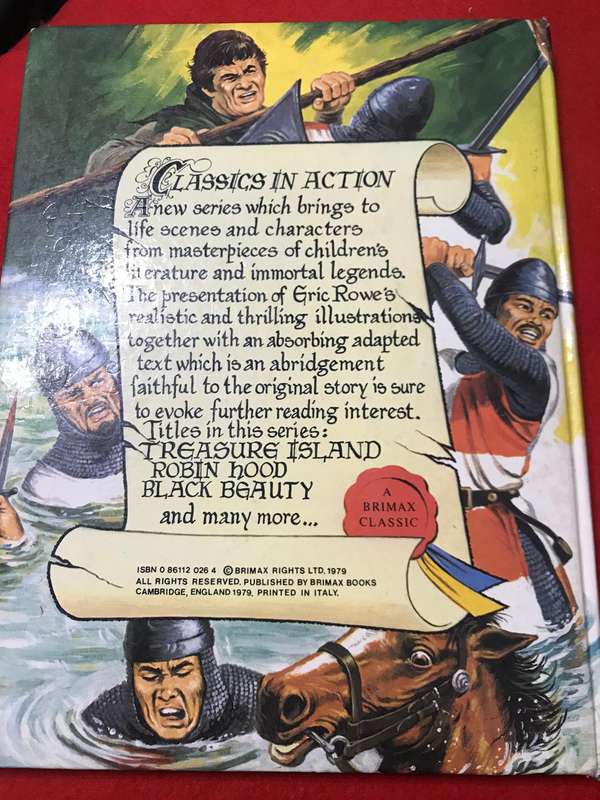 CLASSICS IN ACTION
A new series which brings to
life scenes and characters
from masterpieces of children's
literature and immortal legends.
The presentation of Eric Rowe's
realistic and thrilling illustrations
together with an absorbing adapted
text which is an abridgement
faithful to the original story is sure
to evoke further reading interest.
Titles in this series:
TREASURE ISLAND
ROBIN HOOD
BLACK BEAUTY
and many more...
A
BRIMAX
CLASSIC
ISBN 0 86112 026 4 © BRIMAX RIGHTS LTD. 1979
ALL RIGHTS RESERVED. PUBLISHED BY BRIMAX BOOKS
CAMBRIDGE, ENGLAND 1979, PRINTED IN ITALY.